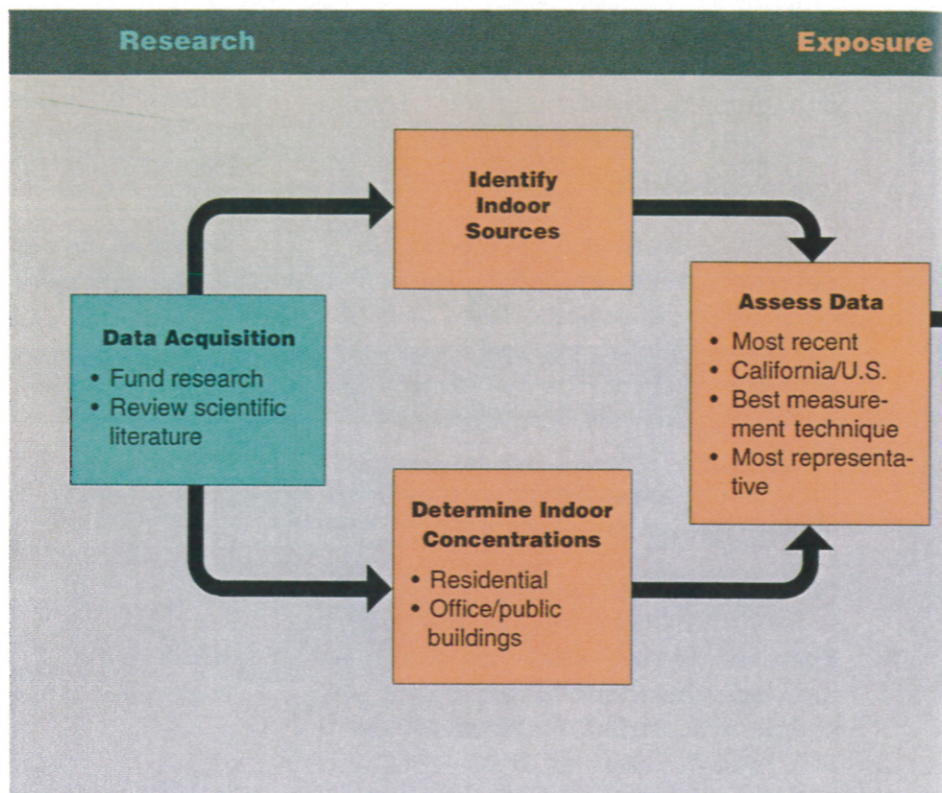 Research
Exposure
Identify
Indoor
Sources
Data Acquisition
• Fund research
• Review scientific
literature
Determine Indoor
Concentrations
• Residential
• Office/public
buildings
Assess Data
• Most recent
• California/U.S.
• Best measure-
ment technique
• Most representa-
tive